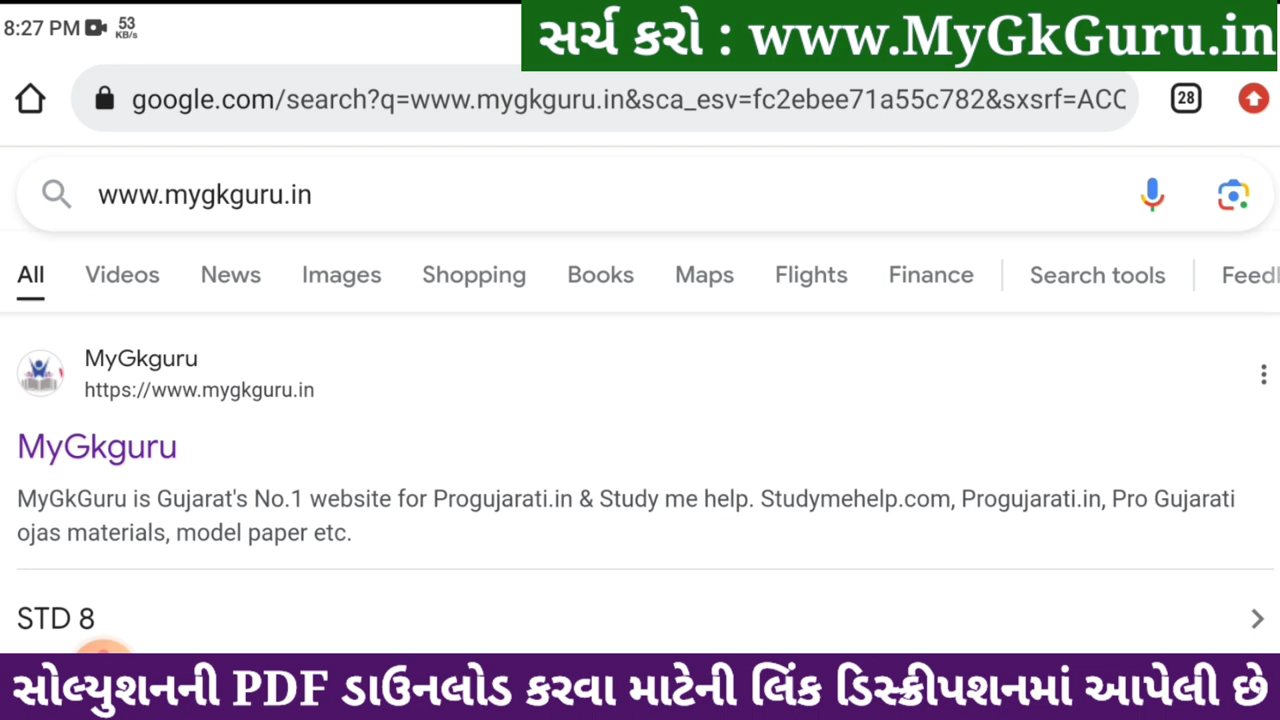 8:27 PM 53 KB/s
સર્ચ કરો : www.MyGkGuru.in
google.com/search?q=www.mygkguru.in&sca_esv=fc2ebee71a55c782&sxsrf=ACC
28
www.mygkguru.in
All Videos News Images Shopping Books Maps Flights Finance Search tools Feed
MyGkguru
https://www.mygkguru.in
MyGkguru
MyGkGuru is Gujarat's No.1 website for Progujarati.in & Study me help. Studymehelp.com, Progujarati.in, Pro Gujarati
ojas materials, model paper etc.
STD 8
સોલ્યુશનની PDF ડાઉનલોડ કરવા માટેની લિંક ડિસ્ક્રીપશનમાં આપેલી છે